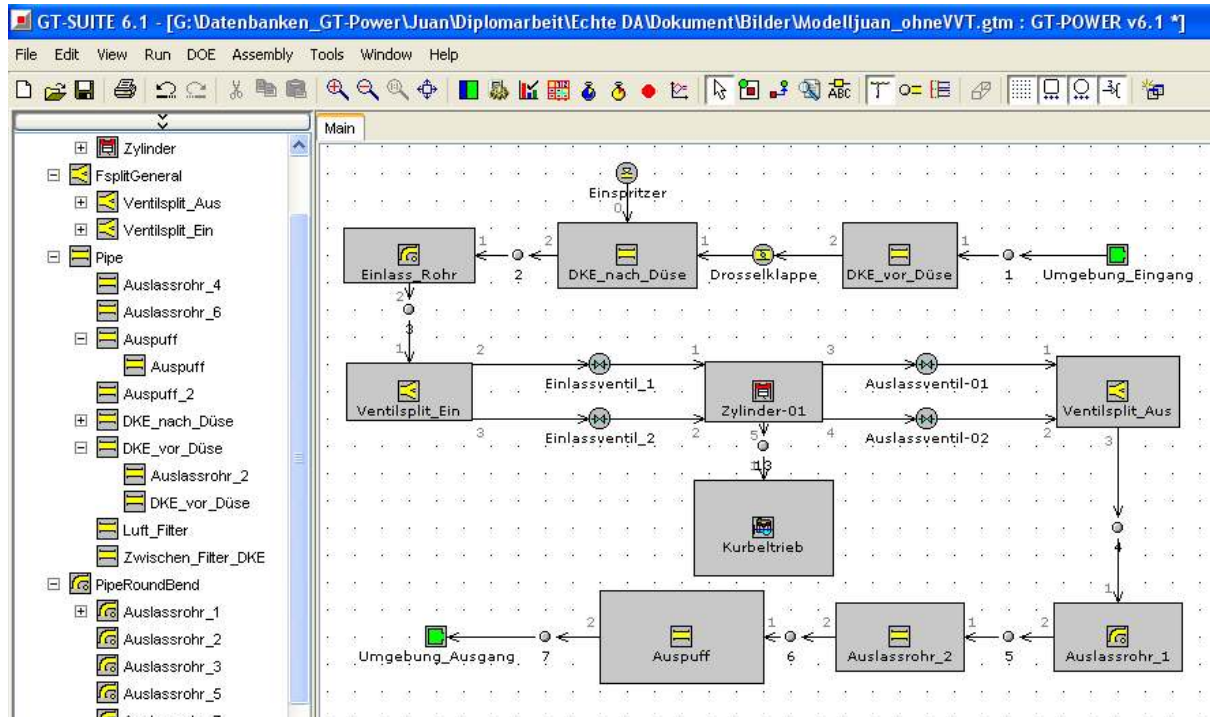 GT-SUITE 6.1 - [G:\Datenbanken_GT-Power\Juan\Diplomarbeit\Echte DA\Dokument\Bilder\Modelljuan_ohneVVT.gtm : GT-POWER v6.1 *]
File Edit View Run DOE Assembly Tools Window Help
ABC
Main
Zylinder
FsplitGeneral
Ventilsplit_Aus
Ventilsplit_Ein
Pipe
Auslassrohr_4
Auslassrohr_6
Auspuff
Auspuff
Auspuff_2
DKE_nach_Düse
DKE_vor_Düse
Auslassrohr_2
DKE_vor_Düse
Luft_Filter
Zwischen_Filter_DKE
PipeRoundBend
Auslassrohr_1
Auslassrohr_2
Auslassrohr_3
Auslassrohr_5
Einspritzer
0
1 2 1 2 1
Einlass_Rohr 2 DKE_nach_Düse Drosselklappe DKE_vor_Düse 1 Umgebung_Eingang
2
3
1 2 1 3 1
Einlassventil_1 Auslassventil-01
Ventilsplit_Ein Zylinder-01 Ventilsplit_Aus
3 Einlassventil_2 2 5 4 Auslassventil-02 2 3
13
Kurbeltrieb
4
1
2 1 2 1 2
Umgebung_Ausgang 7 Auspuff 6 Auslassrohr_2 5 Auslassrohr_1